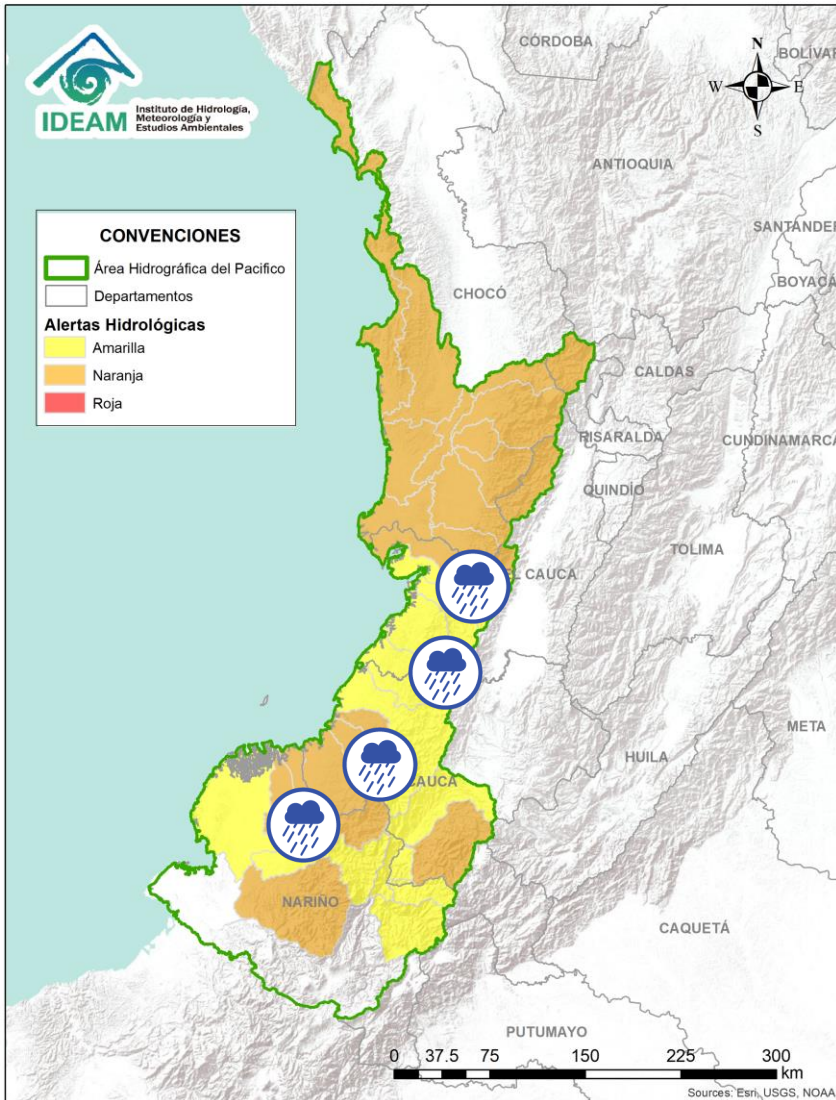 IDEAM
Instituto de Hidrología,
Meteorología y
Estudios Ambientales
CÓRDOBA
BOLÍVAR
N
W E
S
ANTIOQUIA
SANTANDER
BOYACÁ
CONVENCIONES
Área Hidrográfica del Pacifico
Departamentos
Alertas Hidrológicas
Amarilla
Naranja
Roja
CHOCÓ
CALDAS
RISARALDA
CUNDINAMARCA
QUINDÍO
TOLIMA
EL CAUCA
META
HUILA
CAUCA
NARIÑO
CAQUETÁ
PUTUMAYO
0 37.5 75 150 225 300
km
Sources: Esri, USGS, NOAA